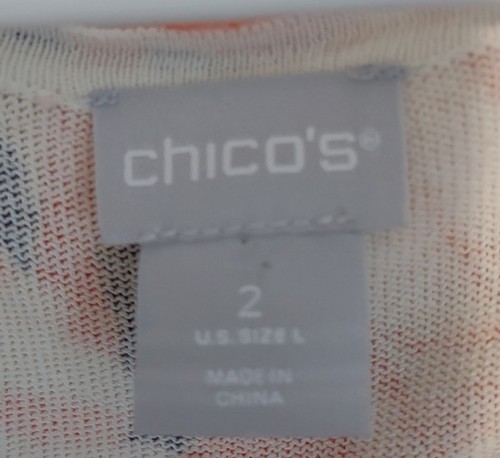 chico's®
2
U.S. SIZE L
MADE IN
CHINA